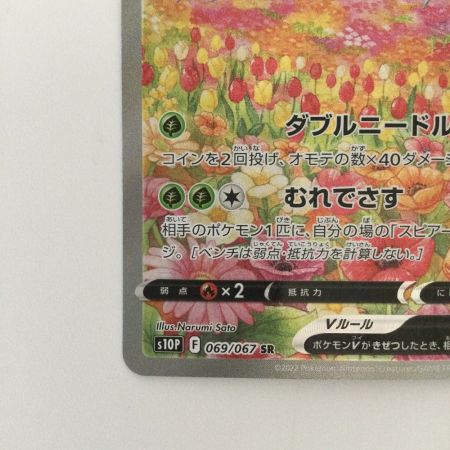 ダブルニードル
コインを2回投げ、オモテの数×40ダメー
むれでさす
相手のポケモン1匹に、自分の場の「スピアー
ジ。[ベンチは弱点・抵抗力を計算しない。]
弱点 ×2 抵抗力 に
Vルール
ポケモンVがきぜつしたとき、相
Illus. Narumi Sato
s10P F 069/067 SR
©2022 Pokémon/Nintendo/Creatures/GAME FR